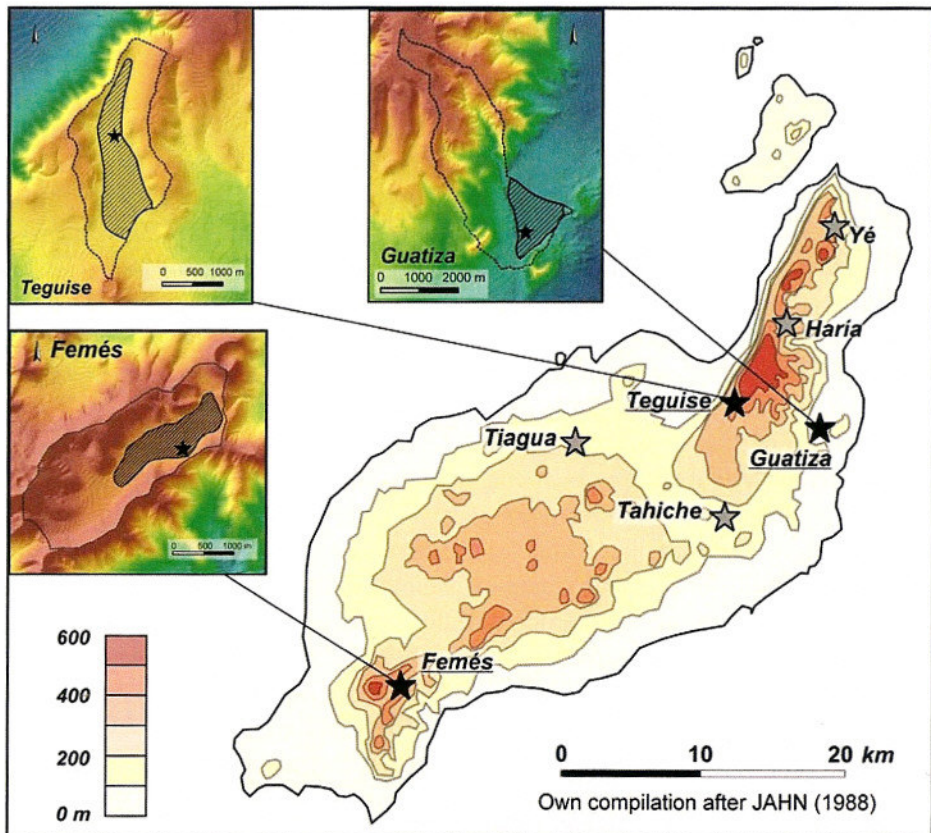 Teguise
0 500 1000 m
Guatiza
0 1000 2000 m
Femés
0 500 1000 m
Yé
Haría
Teguise
Tiagua
Guatiza
Tahiche
Femés
600
400
200
0 m
0 10 20 km
Own compilation after JAHN (1988)